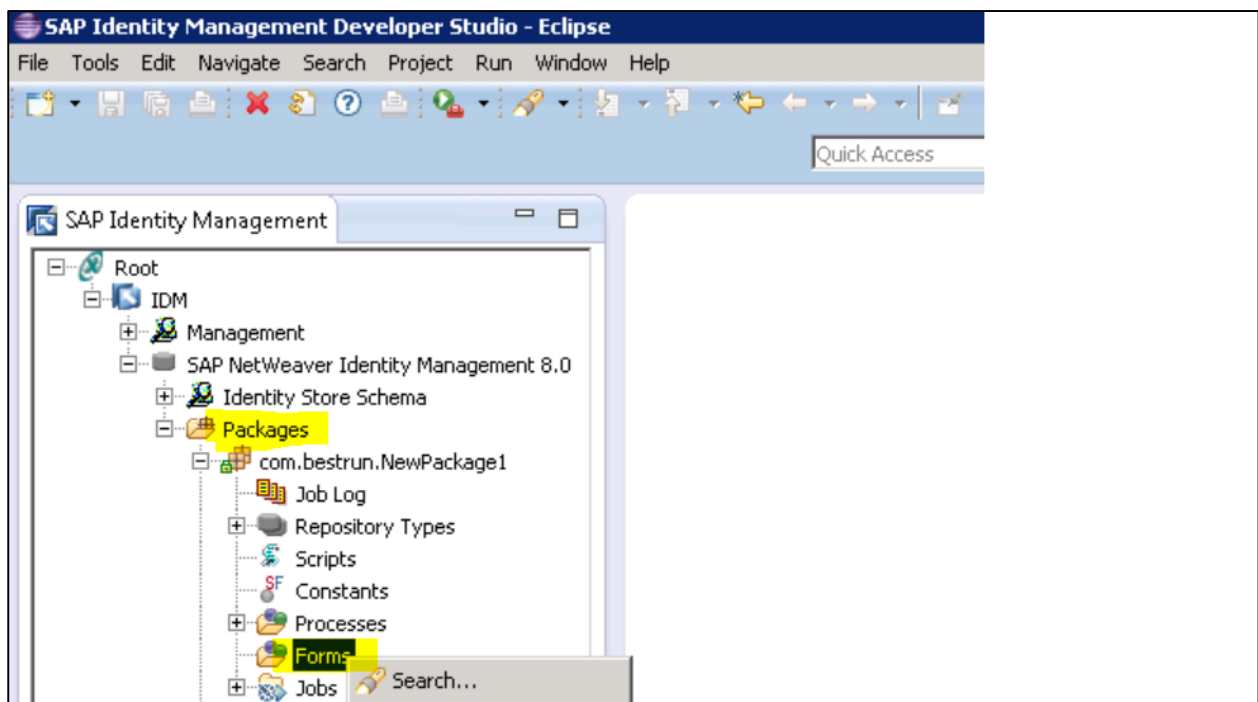 SAP Identity Management Developer Studio - Eclipse
File Tools Edit Navigate Search Project Run Window Help
Quick Access
SAP Identity Management
Root
IDM
Management
SAP NetWeaver Identity Management 8.0
Identity Store Schema
Packages
com.bestrun.NewPackage1
Job Log
Repository Types
Scripts
SF
Constants
Processes
Forms
Jobs
Search...